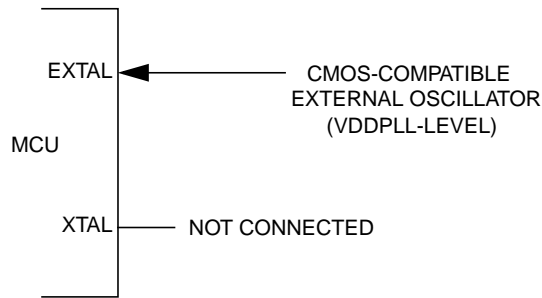 EXTAL
CMOS-COMPATIBLE
EXTERNAL OSCILLATOR
(VDDPLL-LEVEL)
MCU
XTAL
NOT CONNECTED